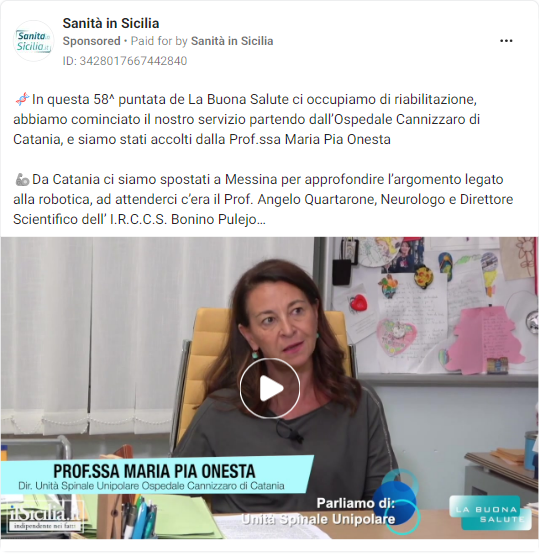 Sanità in Sicilia
Sponsored • Paid for by Sanità in Sicilia
ID: 3428017667442840
Sanità in
Sicilia.it
In questa 58^ puntata de La Buona Salute ci occupiamo di riabilitazione,
abbiamo cominciato il nostro servizio partendo dall'Ospedale Cannizzaro di
Catania, e siamo stati accolti dalla Prof.ssa Maria Pia Onesta
Da Catania ci siamo spostati a Messina per approfondire l'argomento legato
alla robotica, ad attenderci c'era il Prof. Angelo Quartarone, Neurologo e Direttore
Scientifico dell' I.R.C.C.S. Bonino Pulejo...
PROF.SSA MARIA PIA ONESTA
Dir. Unità Spinale Unipolare Ospedale Cannizzaro di Catania
ilSicilia.it
indipendente nei fatti
Parliamo di:
Unità Spinale Unipolare
LA BUONA
SALUTE